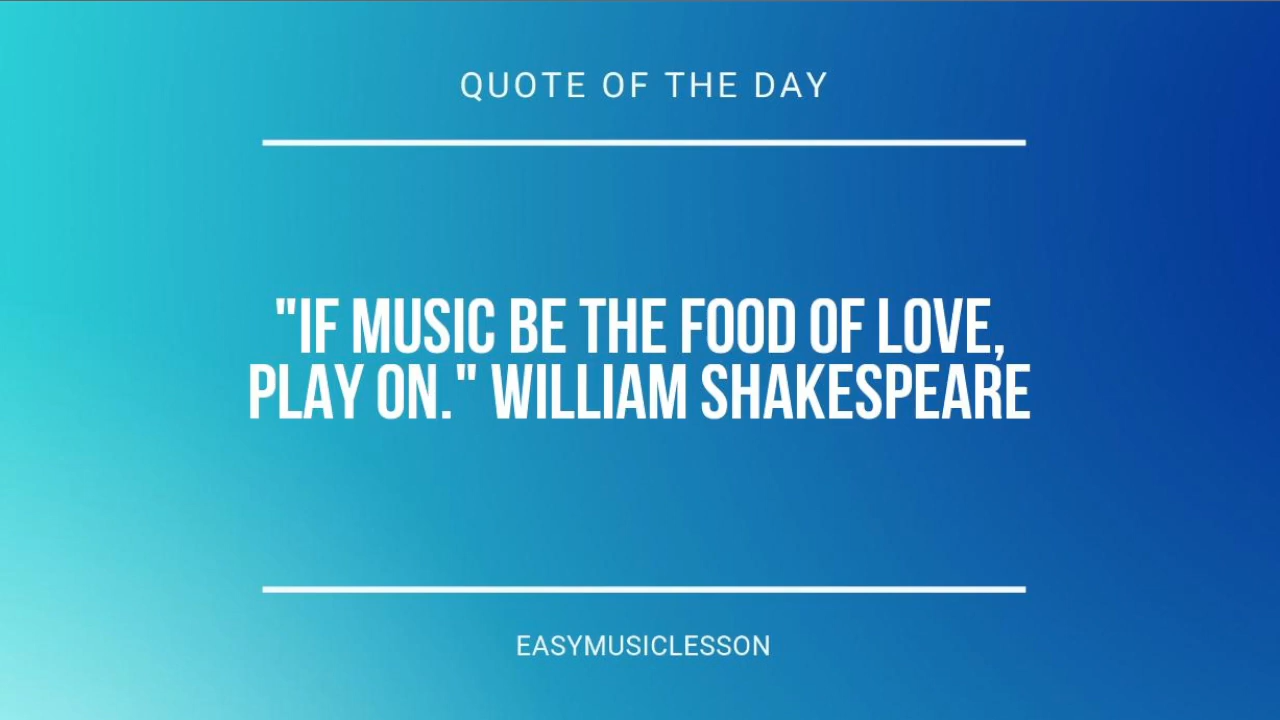 QUOTE OF THE DAY
"IF MUSIC BE THE FOOD OF LOVE,
PLAY ON." WILLIAM SHAKESPEARE
EASYMUSICLESSON